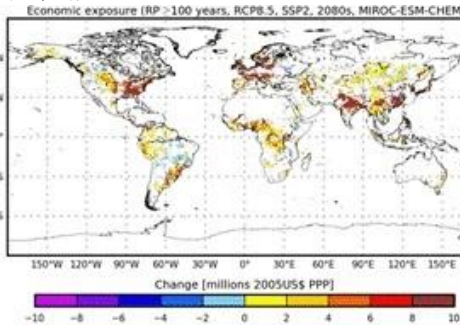 Economic exposure (RP >100 years, RCP8.5, SSP2, 2080s, MIROC-ESM-CHEM
150°W 120°W 90°W 60°W 30°W 0° 30°E 60°E 90°E 120°E 150°E
Change [millions 2005US$ PPP]
−10 −8 −6 −4 −2 0 2 4 6 8 10